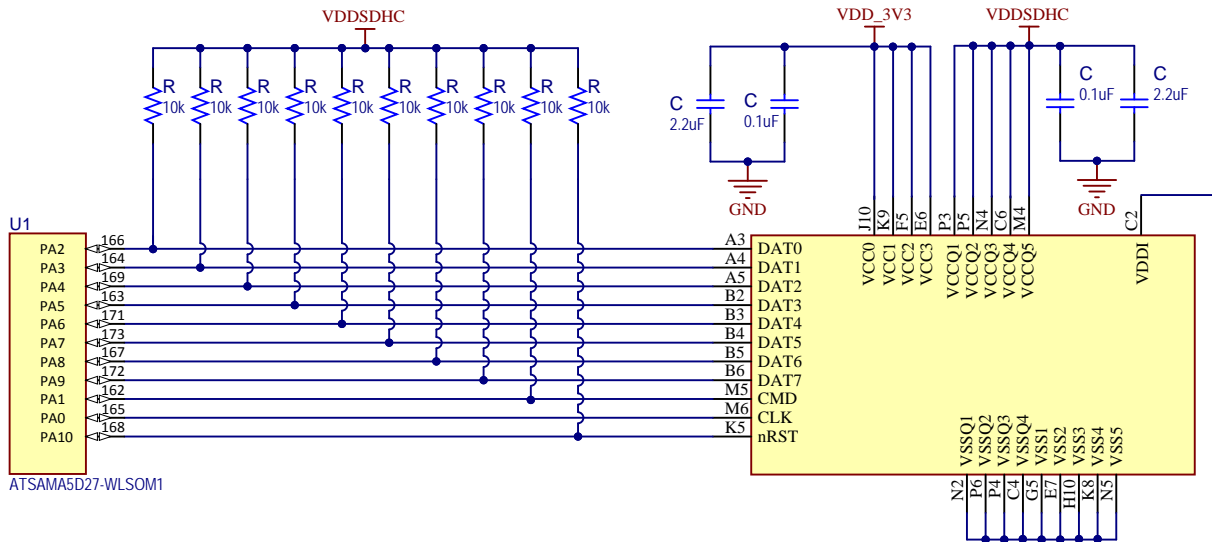 VDDSDHC
VDD_3V3
VDDSDHC
R
10k
R
10k
R
10k
R
10k
R
10k
R
10k
R
10k
R
10k
R
10k
R
10k
C
2.2uF
C
0.1uF
C
0.1uF
C
2.2uF
GND
GND
J10
K9
F5
E6
P3
P5
N4
C6
M4
C2
VCC0
VCC1
VCC2
VCC3
VCCQ1
VCCQ2
VCCQ3
VCCQ4
VCCQ5
VDDI
U1
PA2 166 A3 DAT0
PA3 164 A4 DAT1
PA4 169 A5 DAT2
PA5 163 B2 DAT3
PA6 171 B3 DAT4
PA7 173 B4 DAT5
PA8 167 B5 DAT6
PA9 172 B6 DAT7
PA1 162 M5 CMD
PA0 165 M6 CLK
PA10 168 K5 nRST
ATSAMA5D27-WLSOM1
VSSQ1
VSSQ2
VSSQ3
VSSQ4
VSS1
VSS2
VSS3
VSS4
VSS5
N2
P6
P4
C4
G5
E7
H10
K8
N5